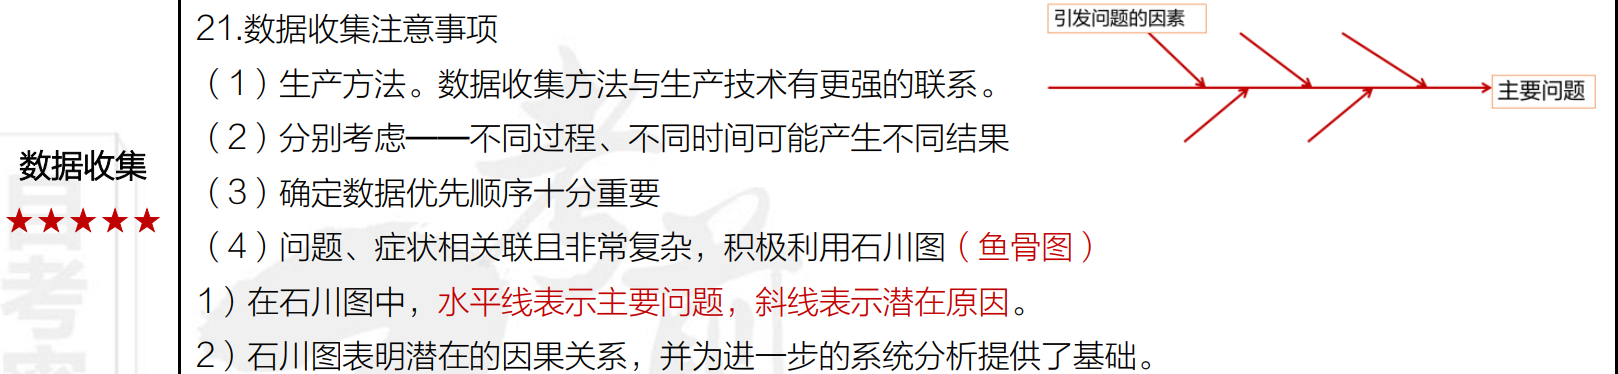 21.数据收集注意事项
（1）生产方法。数据收集方法与生产技术有更强的联系。
（2）分别考虑——不同过程、不同时间可能产生不同结果
（3）确定数据优先顺序十分重要
（4）问题、症状相关联且非常复杂，积极利用石川图（鱼骨图）
1）在石川图中，水平线表示主要问题，斜线表示潜在原因。
2）石川图表明潜在的因果关系，并为进一步的系统分析提供了基础。
数据收集
★★★★★
引发问题的因素
主要问题